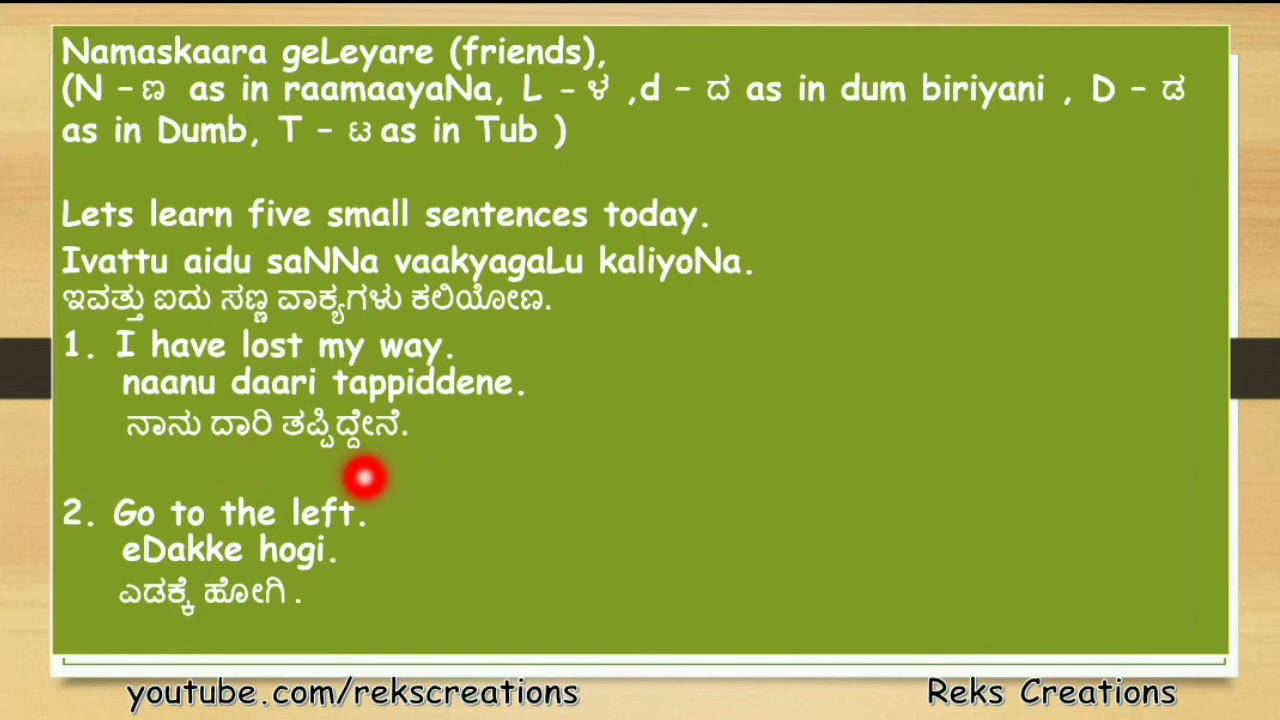 Namaskaara geLeyare (friends),
(N – ಣ as in raamaayaNa, L - ಳ ,d – ದ as in dum biriyani , D – ಡ
as in Dumb, T – ಟ as in Tub )
Lets learn five small sentences today.
Ivattu aidu saNNa vaakyagaLu kaliyoNa.
ಇವತ್ತು ಐದು ಸಣ್ಣ ವಾಕ್ಯಗಳು ಕಲಿಯೋಣ.
1. I have lost my way.
naanu daari tappiddene.
ನಾನು ದಾರಿ ತಪ್ಪಿದ್ದೇನೆ.
2. Go to the left.
eDakke hogi.
ಎಡಕ್ಕೆ ಹೋಗಿ .
youtube.com/rekscreations
Reks Creations